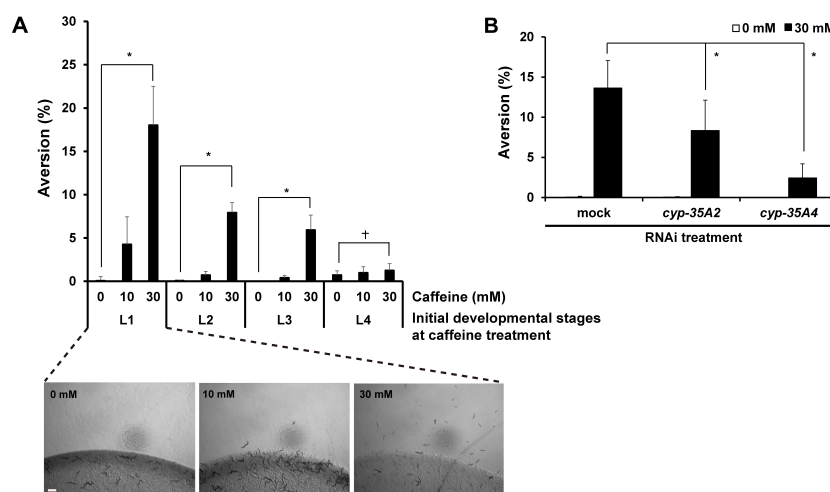 A
Aversion (%)
30
25
20
15
10
5
0
*
*
*
†
0 10 30 0 10 30 0 10 30 0 10 30 Caffeine (mM)
L1 L2 L3 L4 Initial developmental stages
at caffeine treatment
0 mM 10 mM 30 mM
B
0 mM 30 mM
Aversion (%)
20
15
10
5
0
* *
mock cyp-35A2 cyp-35A4
RNAi treatment